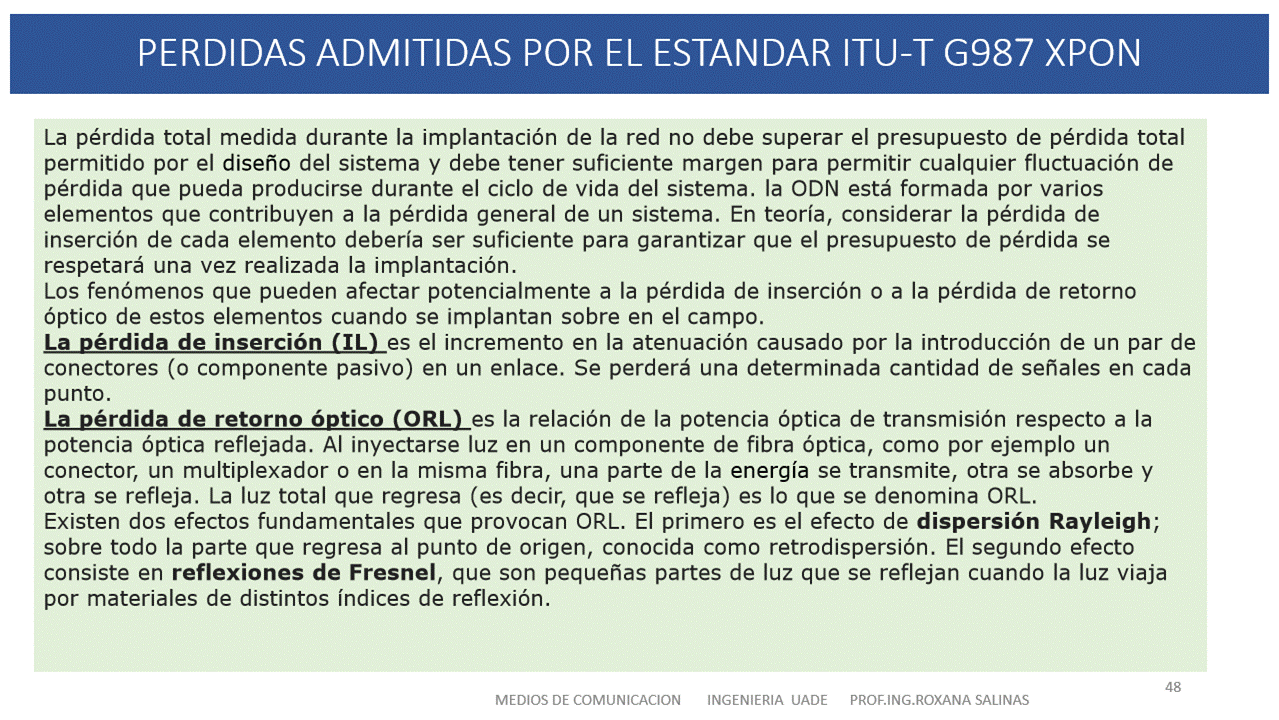 PERDIDAS ADMITIDAS POR EL ESTANDAR ITU-T G987 XPON
La pérdida total medida durante la implantación de la red no debe superar el presupuesto de pérdida total
permitido por el diseño del sistema y debe tener suficiente margen para permitir cualquier fluctuación de
pérdida que pueda producirse durante el ciclo de vida del sistema. la ODN está formada por varios
elementos que contribuyen a la pérdida general de un sistema. En teoría, considerar la pérdida de
inserción de cada elemento debería ser suficiente para garantizar que el presupuesto de pérdida se
respetará una vez realizada la implantación.
Los fenómenos que pueden afectar potencialmente a la pérdida de inserción o a la pérdida de retorno
óptico de estos elementos cuando se implantan sobre en el campo.
La pérdida de inserción (IL) es el incremento en la atenuación causado por la introducción de un par de
conectores (o componente pasivo) en un enlace. Se perderá una determinada cantidad de señales en cada
punto.
La pérdida de retorno óptico (ORL) es la relación de la potencia óptica de transmisión respecto a la
potencia óptica reflejada. Al inyectarse luz en un componente de fibra óptica, como por ejemplo un
conector, un multiplexador o en la misma fibra, una parte de la energía se transmite, otra se absorbe y
otra se refleja. La luz total que regresa (es decir, que se refleja) es lo que se denomina ORL.
Existen dos efectos fundamentales que provocan ORL. El primero es el efecto de dispersión Rayleigh;
sobre todo la parte que regresa al punto de origen, conocida como retrodispersión. El segundo efecto
consiste en reflexiones de Fresnel, que son pequeñas partes de luz que se reflejan cuando la luz viaja
por materiales de distintos índices de reflexión.
48
MEDIOS DE COMUNICACION INGENIERIA UADE PROF.ING.ROXANA SALINAS